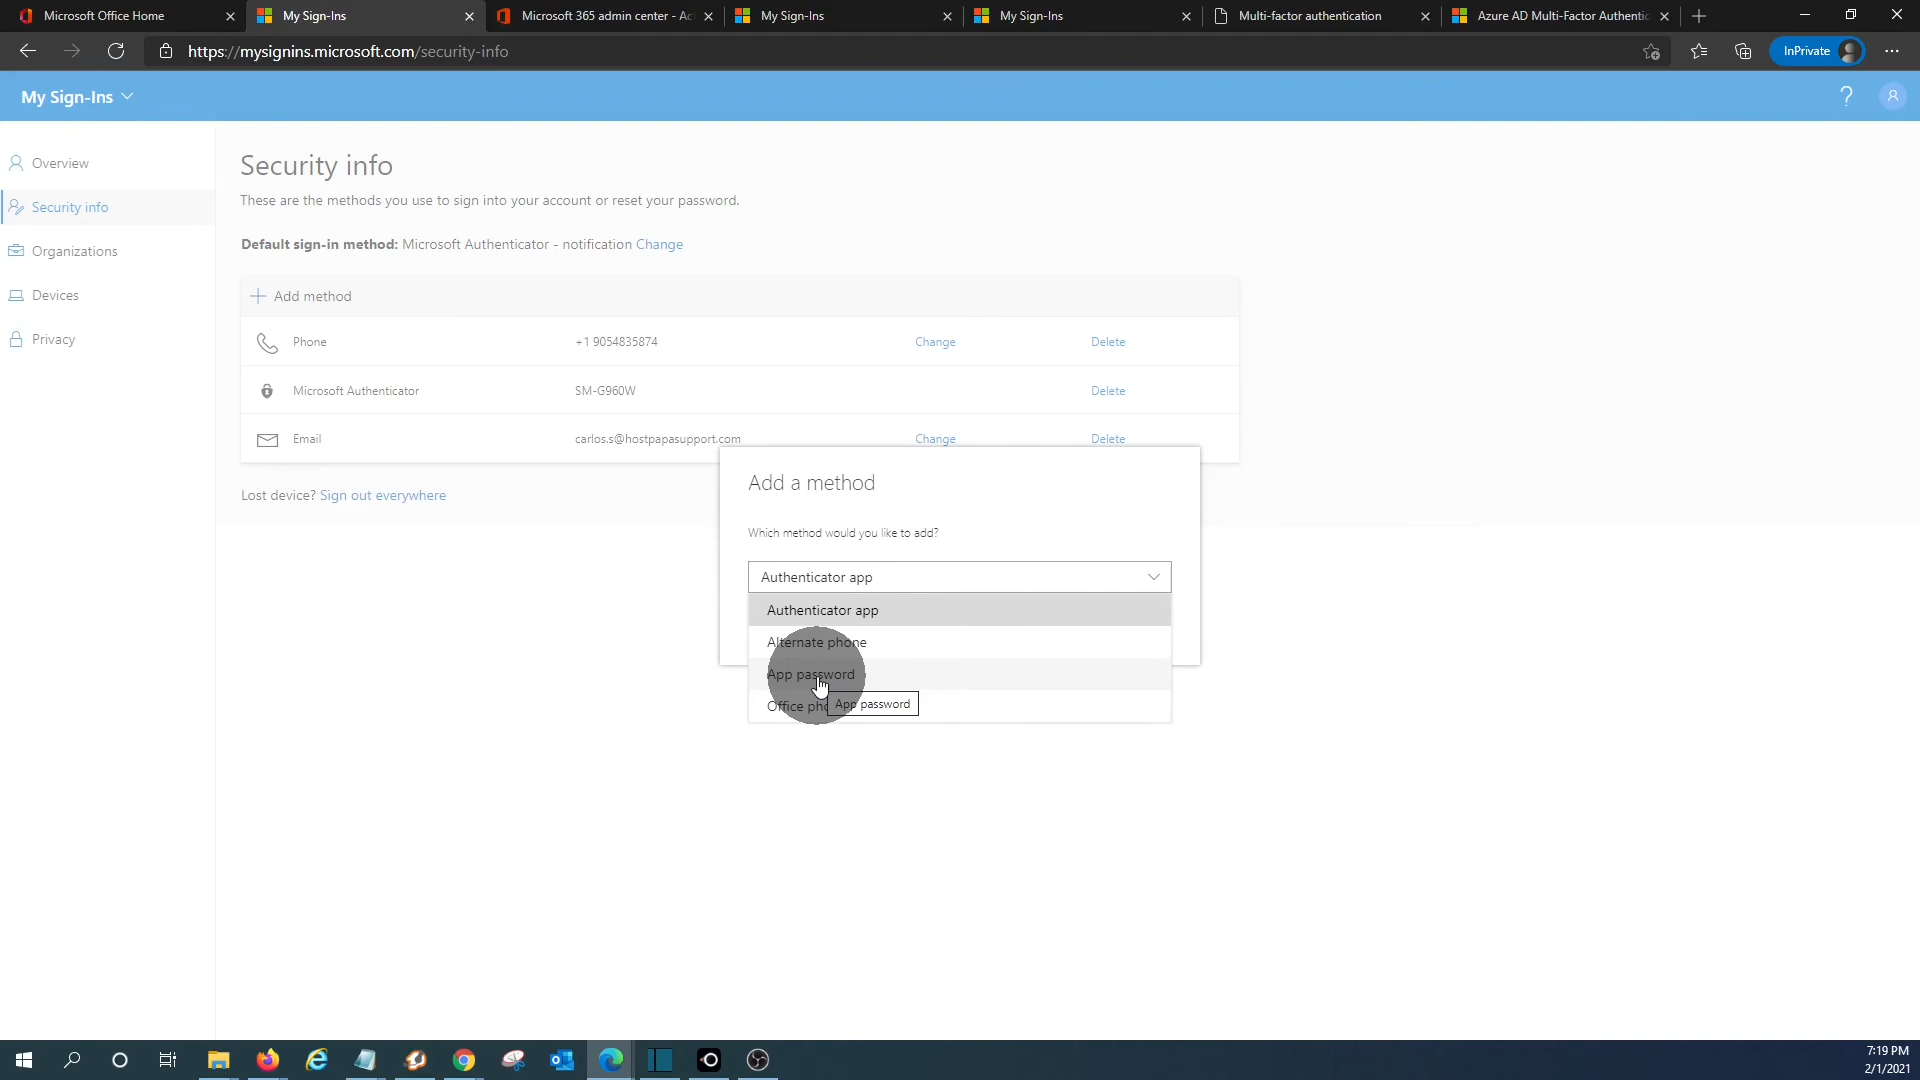 Microsoft Office Home
My Sign-Ins
Microsoft 365 admin center - Ac
My Sign-Ins
My Sign-Ins
Multi-factor authentication
Azure AD Multi-Factor Authentic
https://mysignins.microsoft.com/security-info
InPrivate
My Sign-Ins
?
Overview
Security info
Organizations
Devices
Privacy
Security info
These are the methods you use to sign into your account or reset your password.
Default sign-in method: Microsoft Authenticator - notification Change
Add method
Phone +1 9054835874 Change Delete
Microsoft Authenticator SM-G960W Delete
Email carlos.s@hostpapasupport.com Change Delete
Lost device? Sign out everywhere
Add a method
Which method would you like to add?
Authenticator app
Authenticator app
Alternate phone
App password
Office pho
App password
7:19 PM
2/1/2021